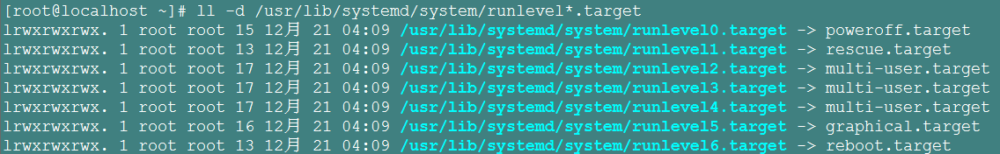 [root@localhost ~]# ll -d /usr/lib/systemd/system/runlevel*.target
lrwxrwxrwx. 1 root root 15 12月 21 04:09 /usr/lib/systemd/system/runlevel0.target -> poweroff.target
lrwxrwxrwx. 1 root root 13 12月 21 04:09 /usr/lib/systemd/system/runlevel1.target -> rescue.target
lrwxrwxrwx. 1 root root 17 12月 21 04:09 /usr/lib/systemd/system/runlevel2.target -> multi-user.target
lrwxrwxrwx. 1 root root 17 12月 21 04:09 /usr/lib/systemd/system/runlevel3.target -> multi-user.target
lrwxrwxrwx. 1 root root 17 12月 21 04:09 /usr/lib/systemd/system/runlevel4.target -> multi-user.target
lrwxrwxrwx. 1 root root 16 12月 21 04:09 /usr/lib/systemd/system/runlevel5.target -> graphical.target
lrwxrwxrwx. 1 root root 13 12月 21 04:09 /usr/lib/systemd/system/runlevel6.target -> reboot.target